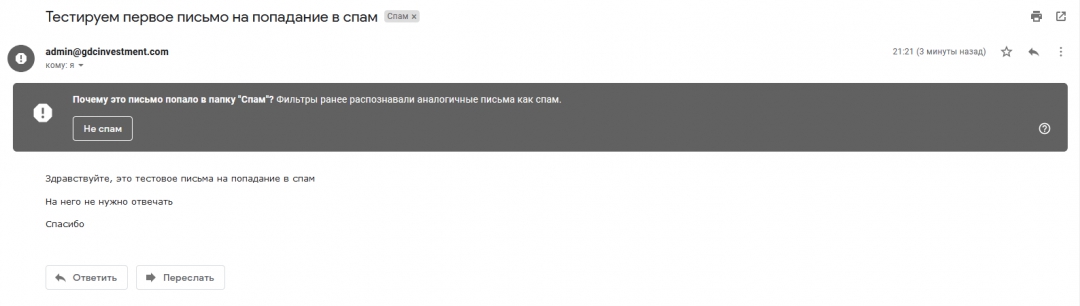 Тестируем первое письмо на попадание в спам Спам ×
admin@gdcinvestment.com 21:21 (3 минуты назад)
кому: я
Почему это письмо попало в папку "Спам"? Фильтры ранее распознавали аналогичные письма как спам.
Не спам
Здравствуйте, это тестовое письма на попадание в спам
На него не нужно отвечать
Спасибо
Ответить Переслать